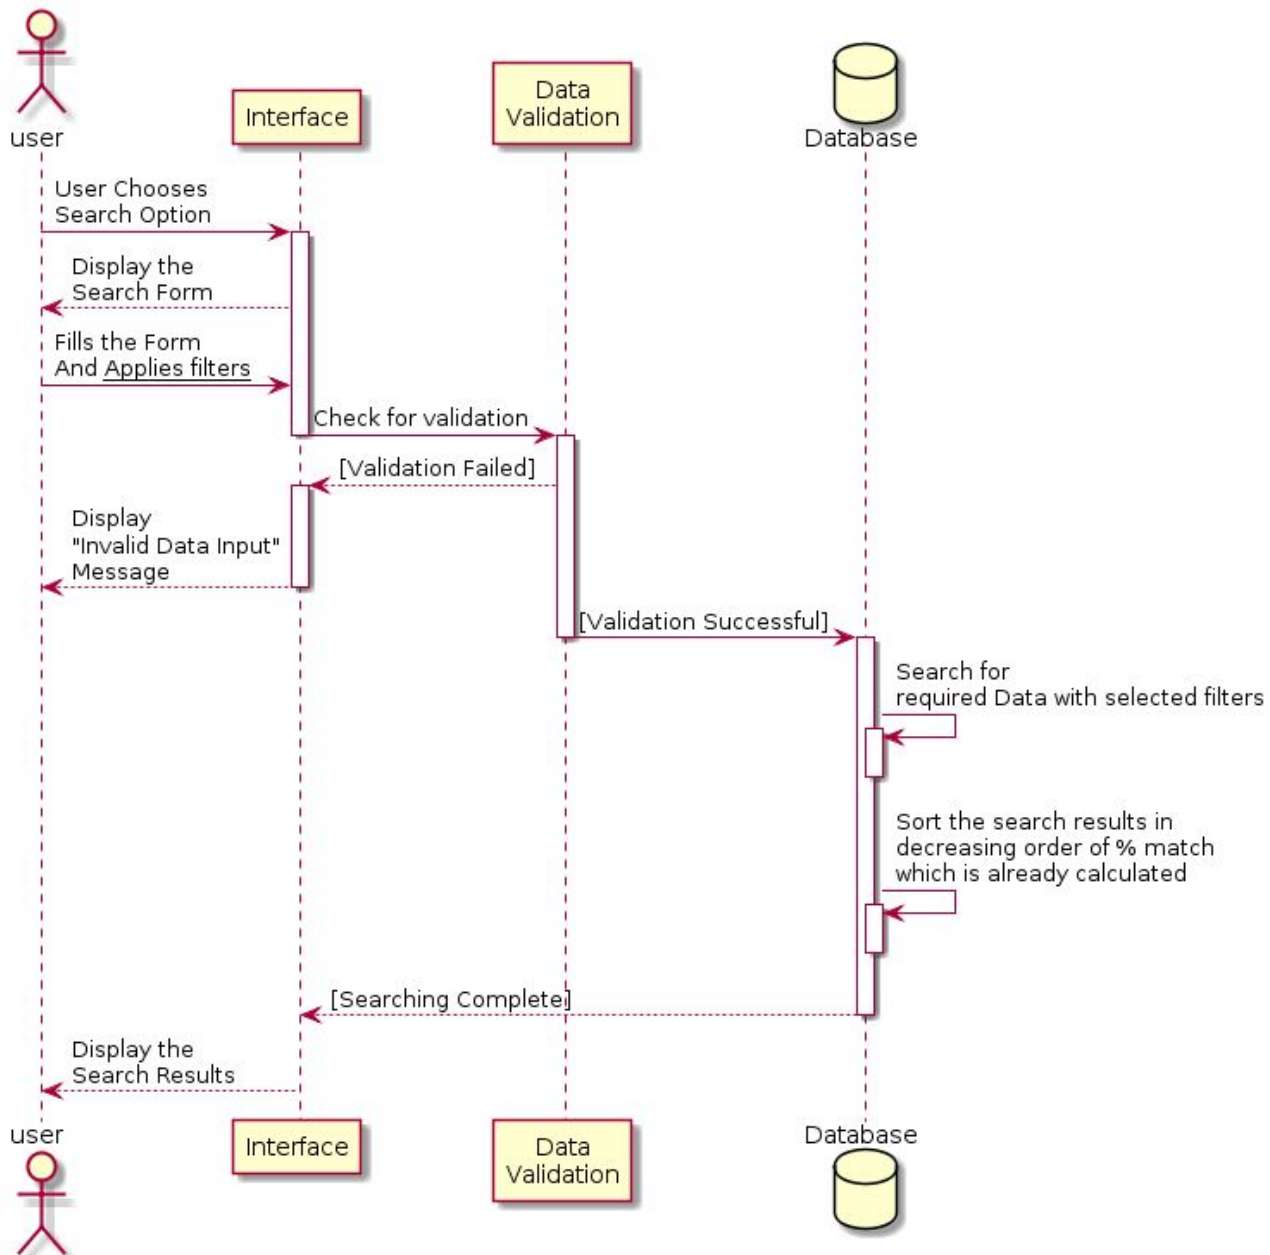 user
Interface
Data
Validation
Database
User Chooses
Search Option
Display the
Search Form
Fills the Form
And Applies filters
Check for validation
[Validation Failed]
Display
"Invalid Data Input"
Message
[Validation Successful]
Search for
required Data with selected filters
Sort the search results in
decreasing order of % match
which is already calculated
[Searching Complete]
Display the
Search Results
user
Interface
Data
Validation
Database